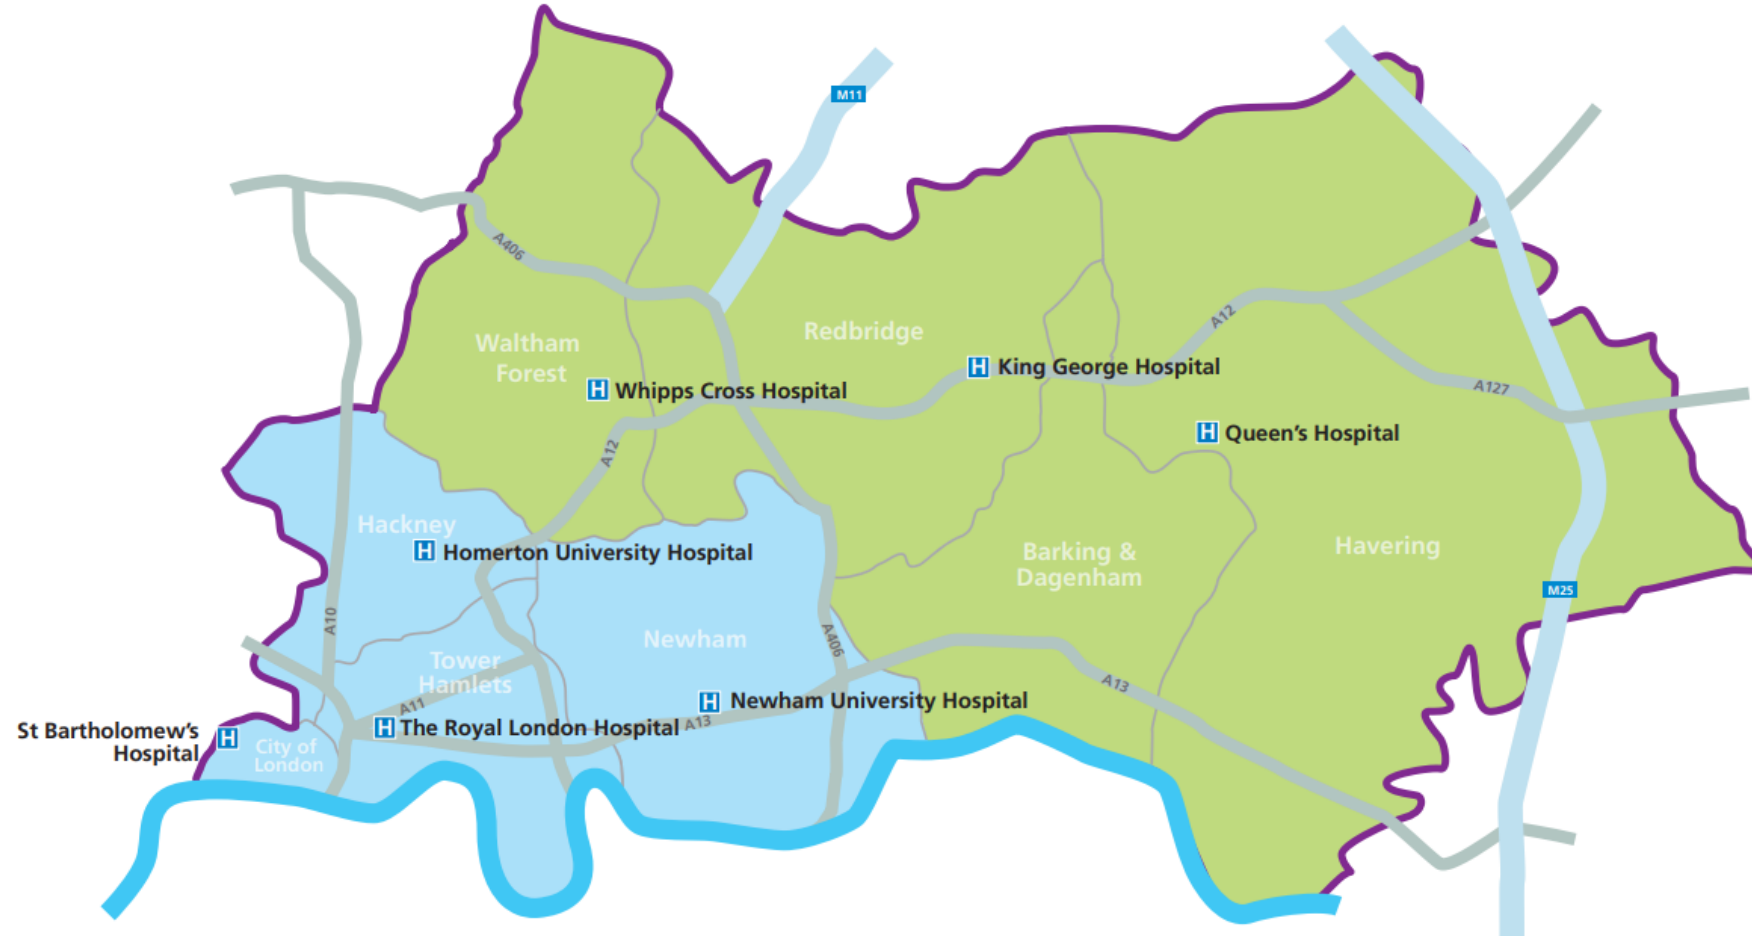 M11
A406
Waltham
Forest
Redbridge
A12
H King George Hospital
H Whipps Cross Hospital
A127
A12
H Queen's Hospital
Hackney
H Homerton University Hospital
Barking &
Dagenham
Havering
M25
A10
A406
Newham
Tower
Hamlets
A13
A11
H Newham University Hospital
A13
H The Royal London Hospital
St Bartholomew's
Hospital
H
City of
London